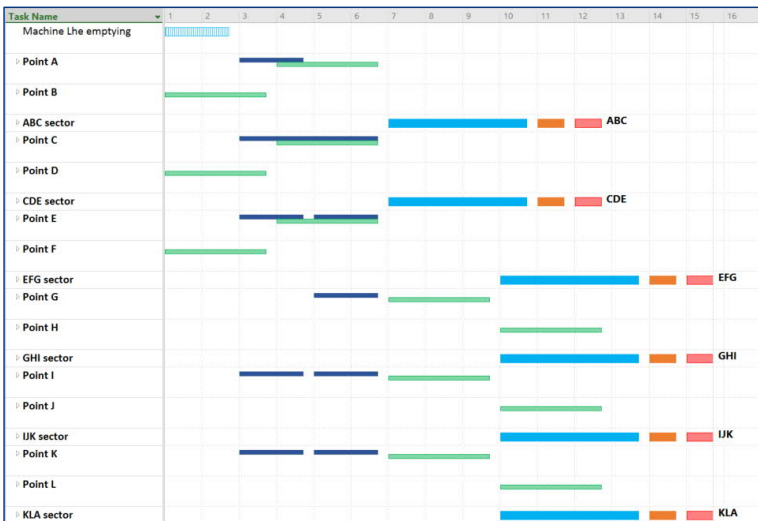 Task Name 1 2 3 4 5 6 7 8 9 10 11 12 13 14 15 16
Machine Lhe emptying
Point A
Point B
ABC sector ABC
Point C
Point D
CDE sector CDE
Point E
Point F
EFG sector EFG
Point G
Point H
GHI sector GHI
Point I
Point J
IJK sector IJK
Point K
Point L
KLA sector KLA